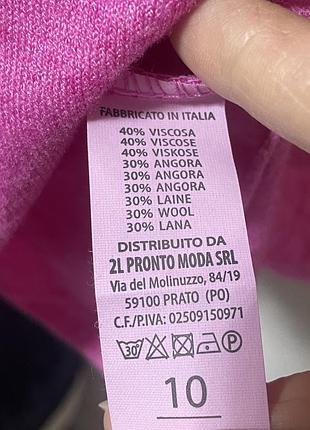 FABBRICATO IN ITALIA
40% VISCOSA
40% VISCOSE
40% VISKOSE
30% ANGORA
30% ANGORA
30% ANGORA
30% LAINE
30% WOOL
30% LANA
DISTRIBUITO DA
2L PRONTO MODA SRL
Via del Molinuzzo, 84/19
59100 PRATO (PO)
C.F./P.IVA: 02509150971
30° P
10